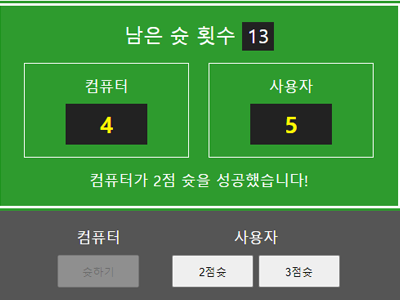 남은 슛 횟수 13
컴퓨터 사용자
4 5
컴퓨터가 2점 슛을 성공했습니다!
컴퓨터 사용자
슛하기 2점슛 3점슛